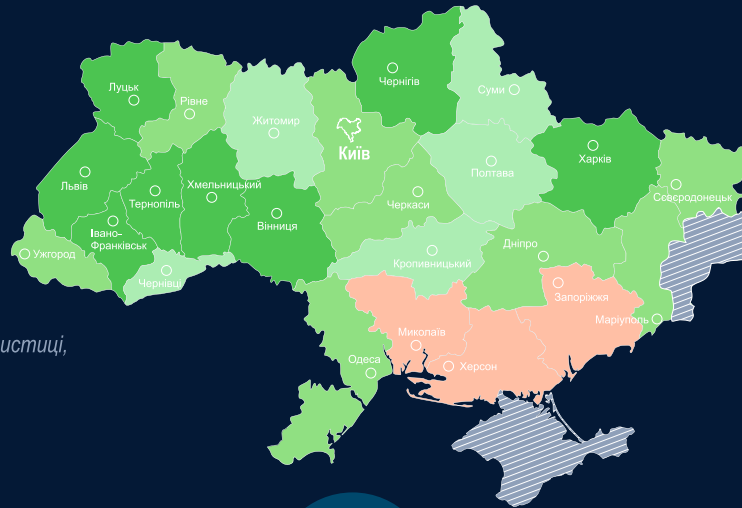 Чернігів
Луцьк
Суми
Рівне
Житомир
Київ
Харків
Полтава
Львів
Хмельницький
Тернопіль
Черкаси
Сєвєродонецьк
Вінниця
Івано-
Франківськ
Дніпро
Ужгород
Кропивницький
Чернівці
Запоріжжя
Маріуполь
Миколаїв
истиці,
Одеса
Херсон